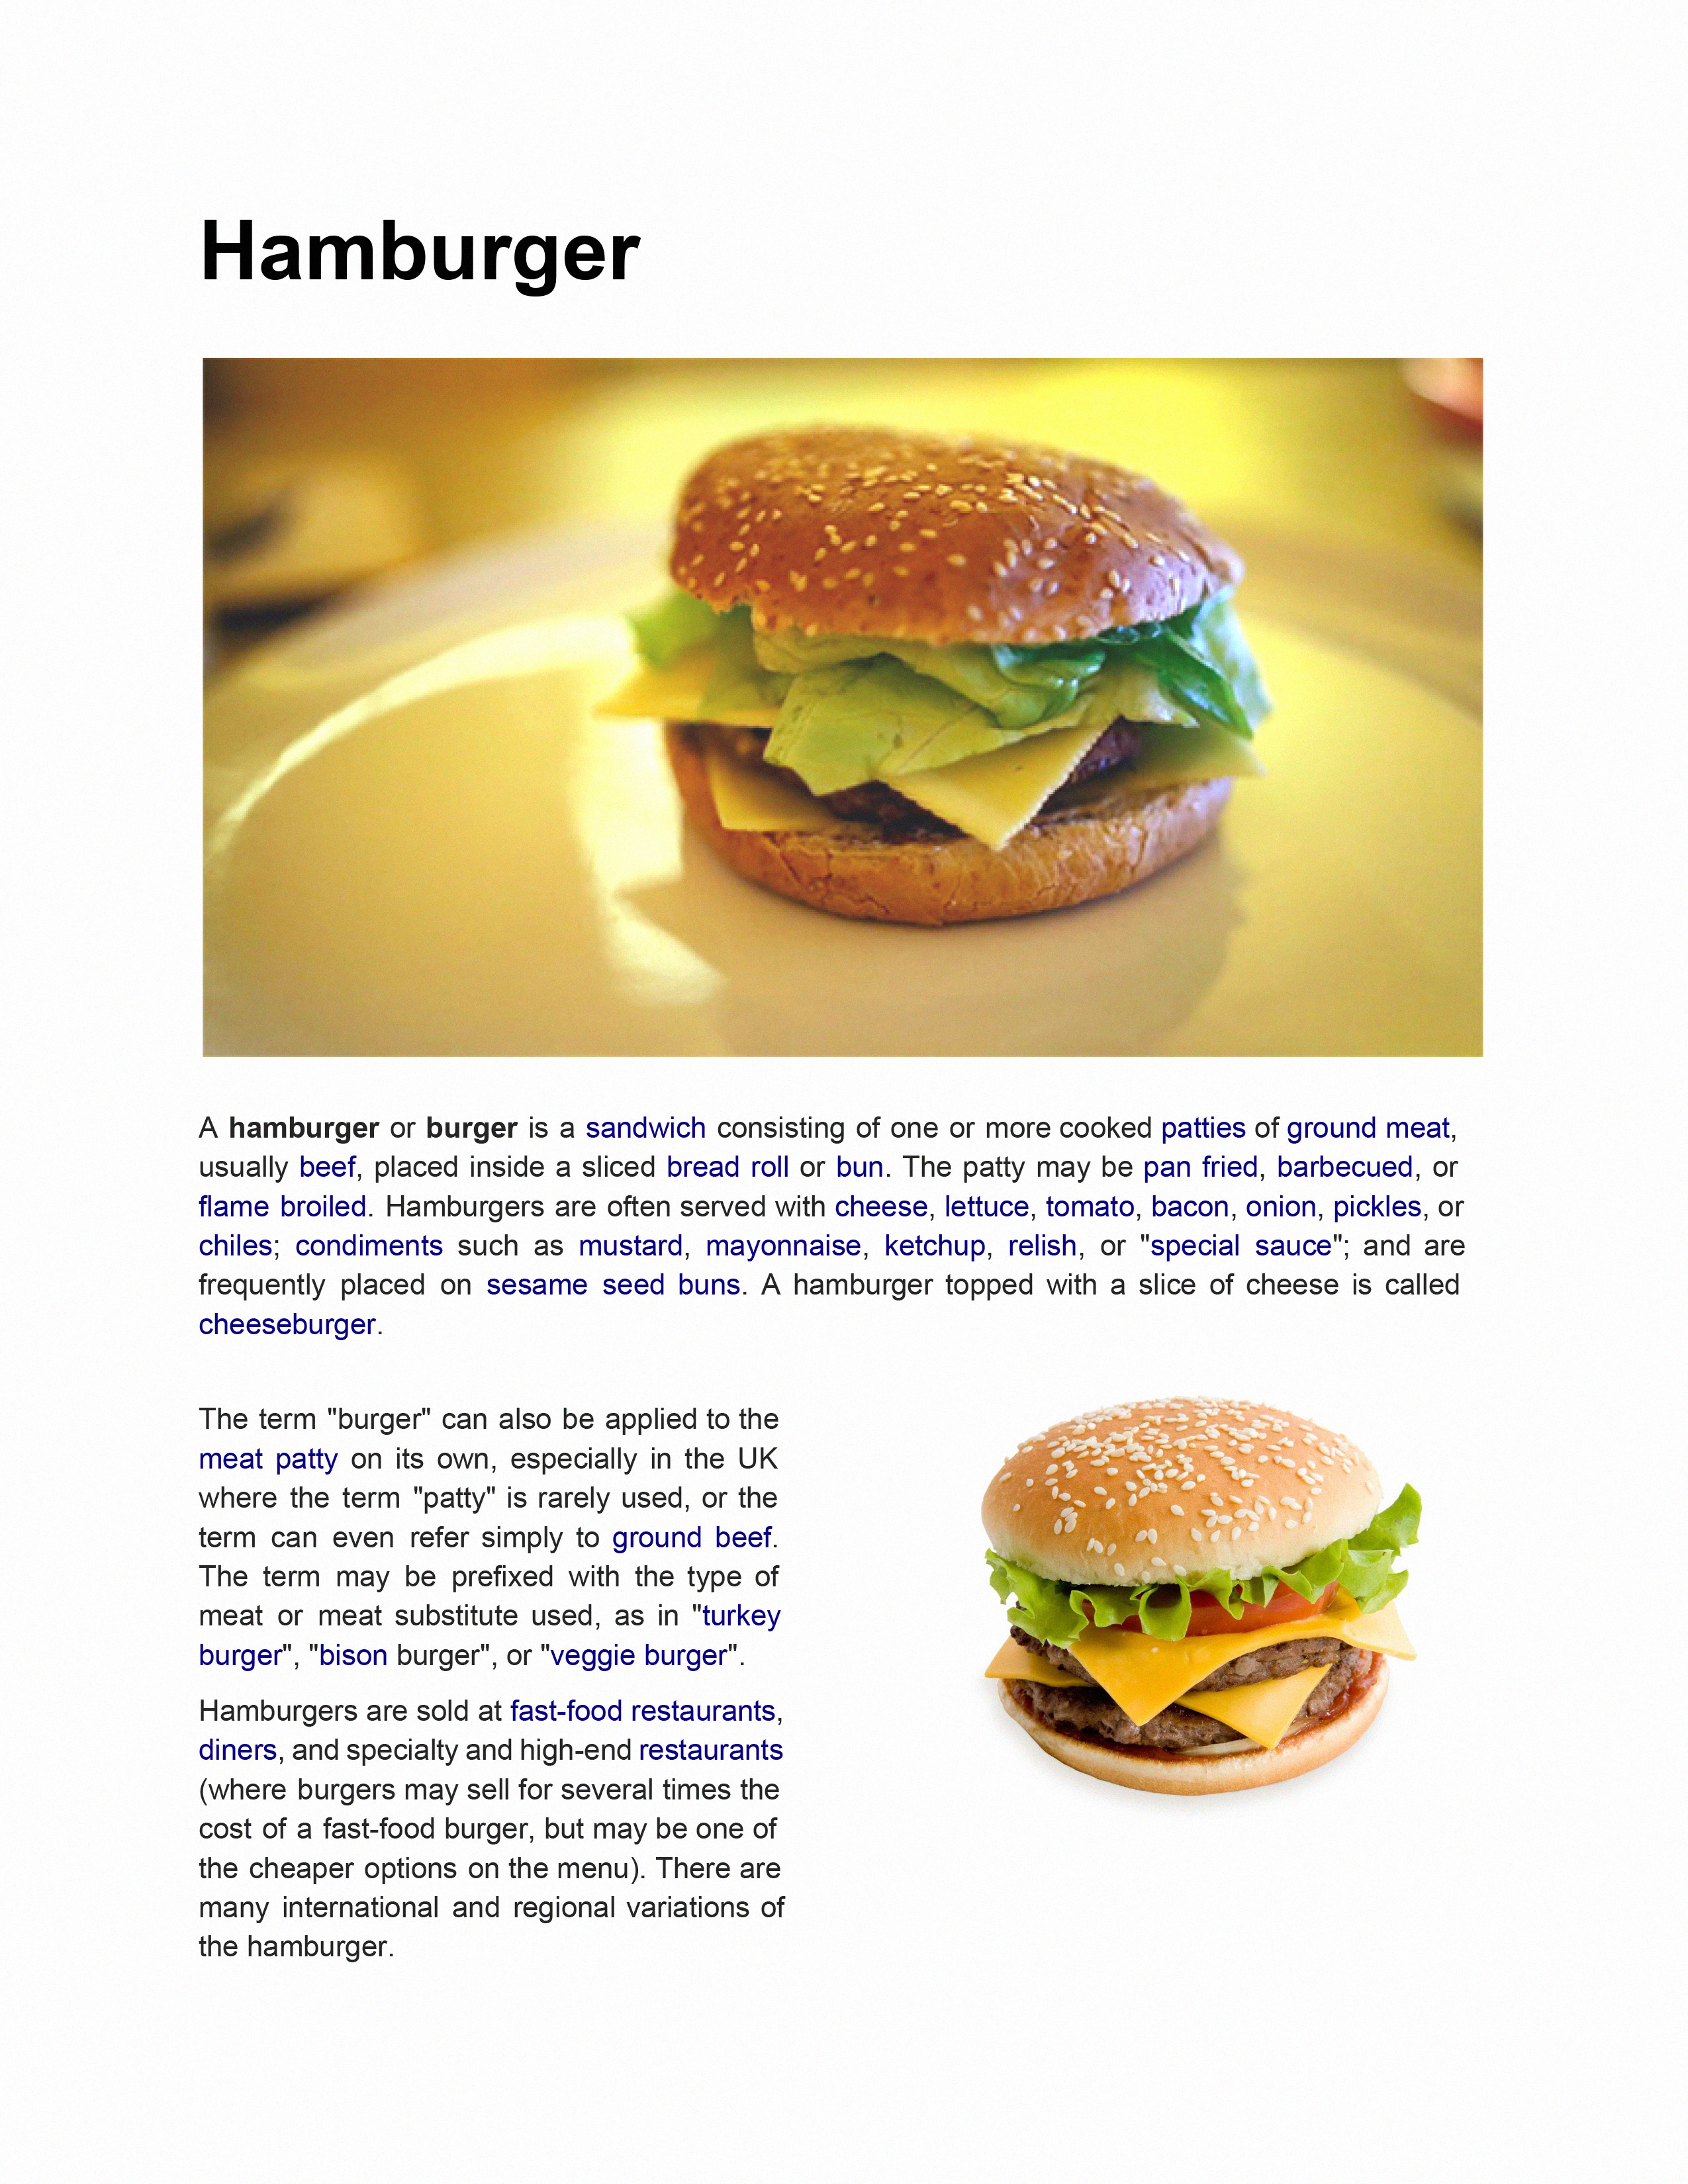 Hamburger
A hamburger or burger is a sandwich consisting of one or more cooked patties of ground meat,
usually beef, placed inside a sliced bread roll or bun. The patty may be pan fried, barbecued, or
flame broiled. Hamburgers are often served with cheese, lettuce, tomato, bacon, onion, pickles, or
chiles; condiments such as mustard, mayonnaise, ketchup, relish, or "special sauce"; and are
frequently placed on sesame seed buns. A hamburger topped with a slice of cheese is called
cheeseburger.
The term "burger" can also be applied to the
meat patty on its own, especially in the UK
where the term "patty" is rarely used, or the
term can even refer simply to ground beef.
The term may be prefixed with the type of
meat or meat substitute used, as in "turkey
burger", "bison burger", or "veggie burger".
Hamburgers are sold at fast-food restaurants,
diners, and specialty and high-end restaurants
(where burgers may sell for several times the
cost of a fast-food burger, but may be one of
the cheaper options on the menu). There are
many international and regional variations of
the hamburger.